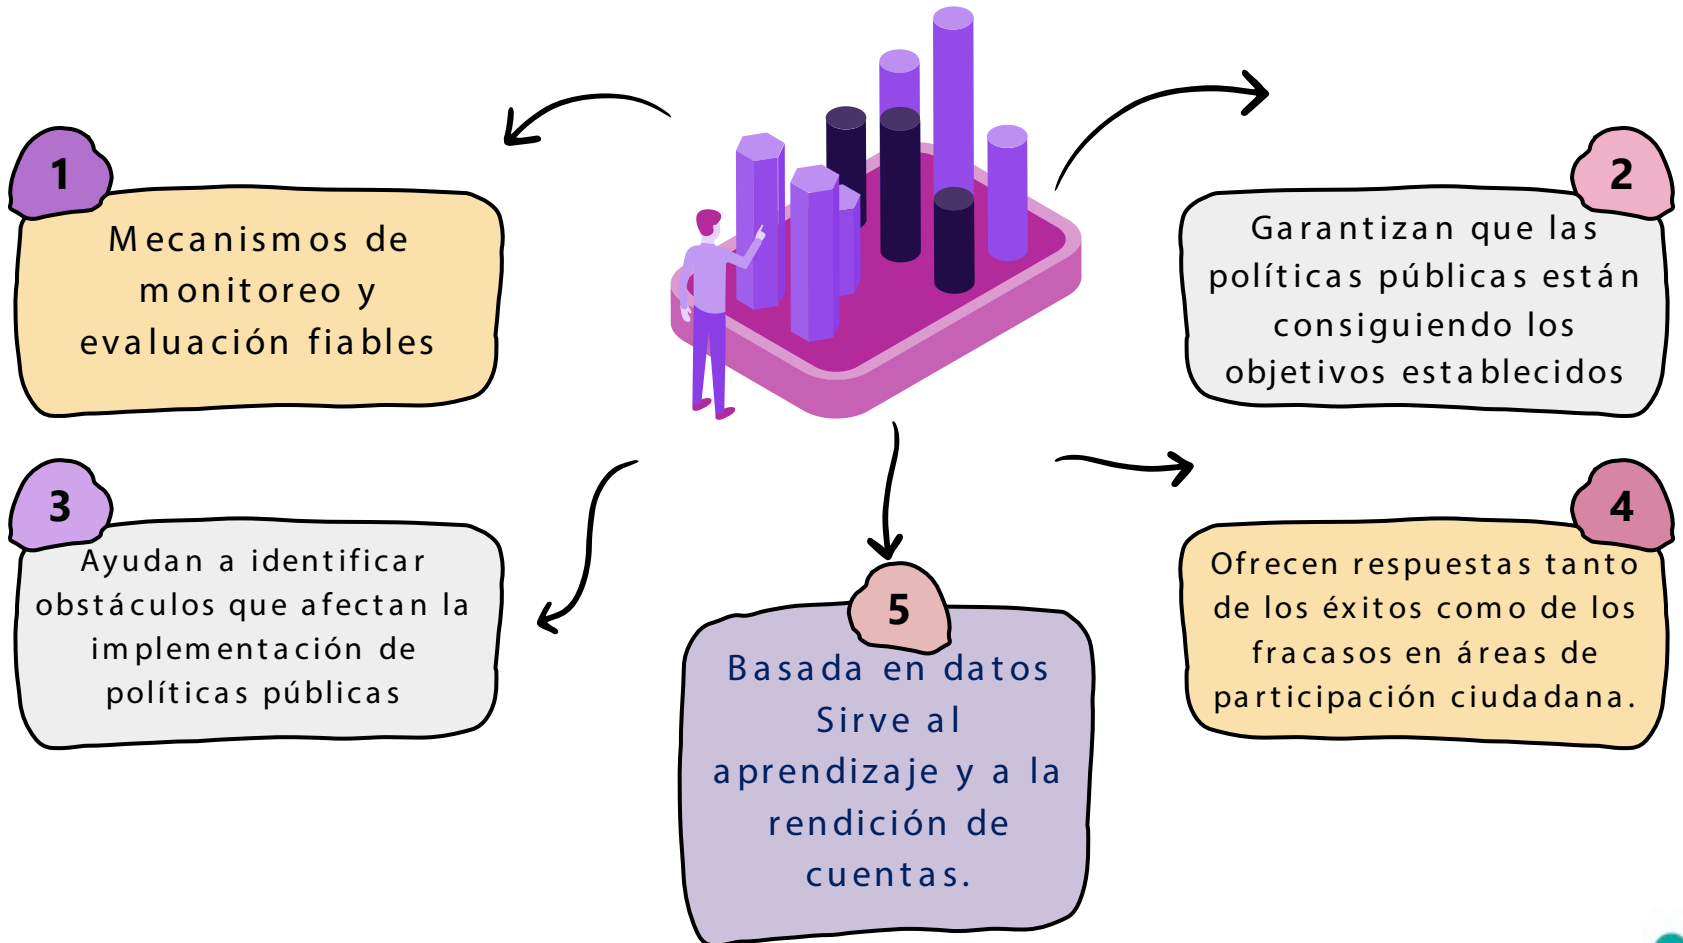 1
Mecanismos de
monitoreo y
evaluación fiables
2
Garantizan que las
políticas públicas están
consiguiendo los
objetivos establecidos
3
Ayudan a identificar
obstáculos que afectan la
implementación de
políticas públicas
4
Ofrecen respuestas tanto
de los éxitos como de los
fracasos en áreas de
participación ciudadana.
5
Basada en datos
Sirve al
aprendizaje y a la
rendición de
cuentas.